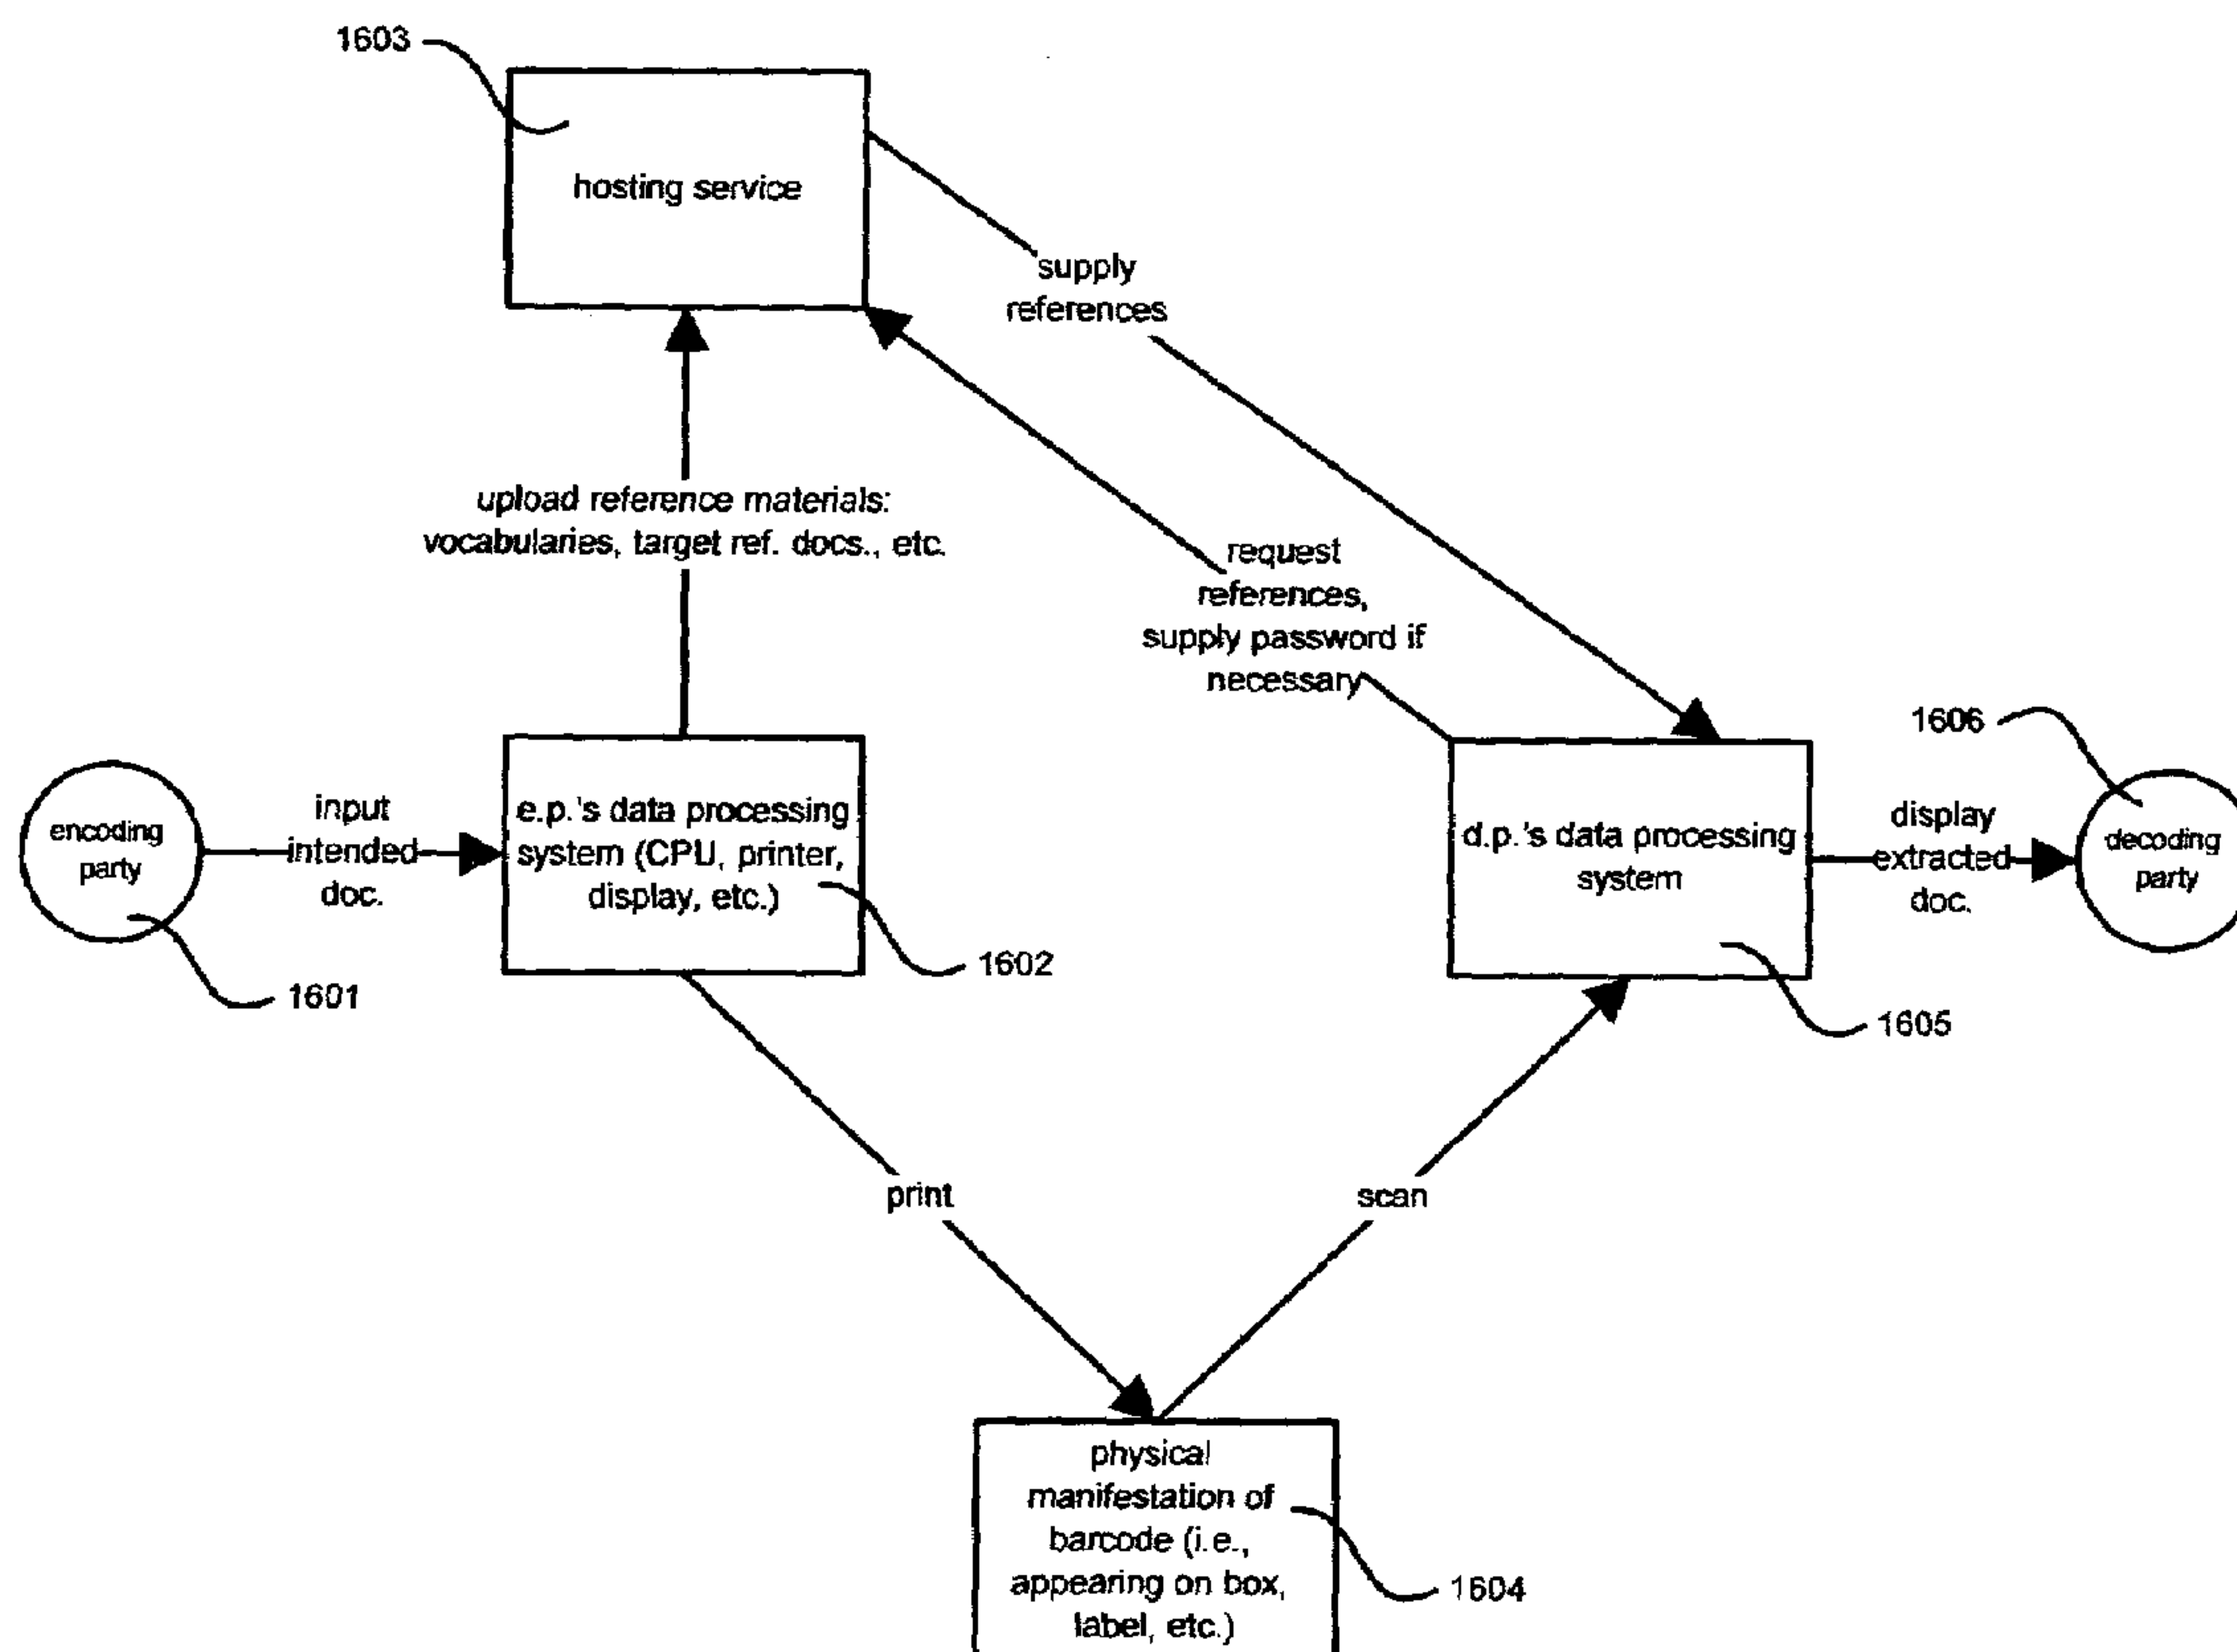 1603
hosting service
supply
references
upload reference materials:
vocabularies, target ref. docs., etc.
request
references,
supply password if
necessary
encoding
party
1601
input
intended
doc.
e.p.'s data processing
system (CPU, printer,
display, etc.)
1602
d.p.'s data processing
system
1605
display
extracted
doc.
1606
decoding
party
print
scan
physical
manifestation of
barcode (i.e.,
appearing on box,
label, etc.)
1604